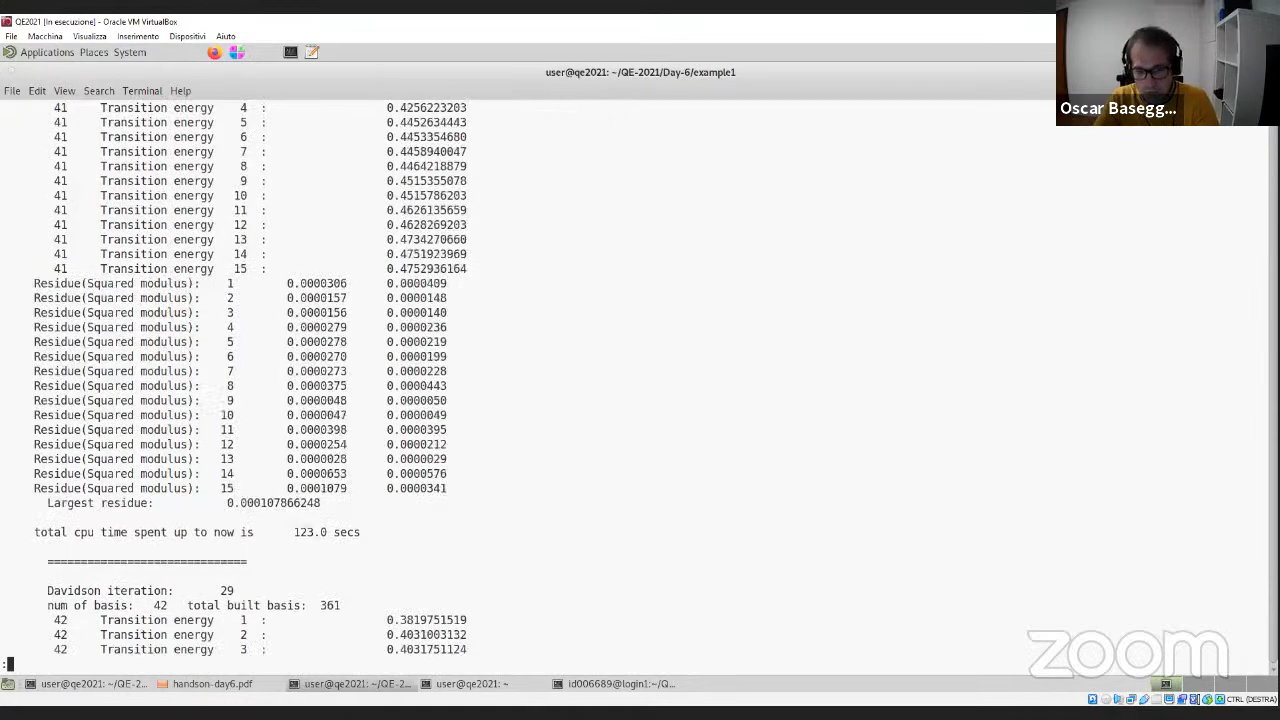 QE2021 [In esecuzione] - Oracle VM VirtualBox
File Macchina Visualizza Inserimento Dispositivi Aiuto
Applications Places System
user@qe2021: ~/QE-2021/Day-6/example1
File Edit View Search Terminal Help
41 Transition energy 4 : 0.4256223203
41 Transition energy 5 : 0.4452634443
41 Transition energy 6 : 0.4453354680
41 Transition energy 7 : 0.4458940047
41 Transition energy 8 : 0.4464218879
41 Transition energy 9 : 0.4515355078
41 Transition energy 10 : 0.4515786203
41 Transition energy 11 : 0.4626135659
41 Transition energy 12 : 0.4628269203
41 Transition energy 13 : 0.4734270660
41 Transition energy 14 : 0.4751923969
41 Transition energy 15 : 0.4752936164
Residue(Squared modulus): 1 0.0000306 0.0000409
Residue(Squared modulus): 2 0.0000157 0.0000148
Residue(Squared modulus): 3 0.0000156 0.0000140
Residue(Squared modulus): 4 0.0000279 0.0000236
Residue(Squared modulus): 5 0.0000278 0.0000219
Residue(Squared modulus): 6 0.0000270 0.0000199
Residue(Squared modulus): 7 0.0000273 0.0000228
Residue(Squared modulus): 8 0.0000375 0.0000443
Residue(Squared modulus): 9 0.0000048 0.0000050
Residue(Squared modulus): 10 0.0000047 0.0000049
Residue(Squared modulus): 11 0.0000398 0.0000395
Residue(Squared modulus): 12 0.0000254 0.0000212
Residue(Squared modulus): 13 0.0000028 0.0000029
Residue(Squared modulus): 14 0.0000653 0.0000576
Residue(Squared modulus): 15 0.0001079 0.0000341
Largest residue: 0.000107866248
total cpu time spent up to now is 123.0 secs
==============================
Davidson iteration: 29
num of basis: 42 total built basis: 361
42 Transition energy 1 : 0.3819751519
42 Transition energy 2 : 0.4031003132
42 Transition energy 3 : 0.4031751124
:
user@qe2021: ~/QE-2... handson-day6.pdf user@qe2021: ~/QE-2... user@qe2021: ~ id006689@login1:~/Q...
CTRL (DESTRA)
Oscar Basegg...
zoom